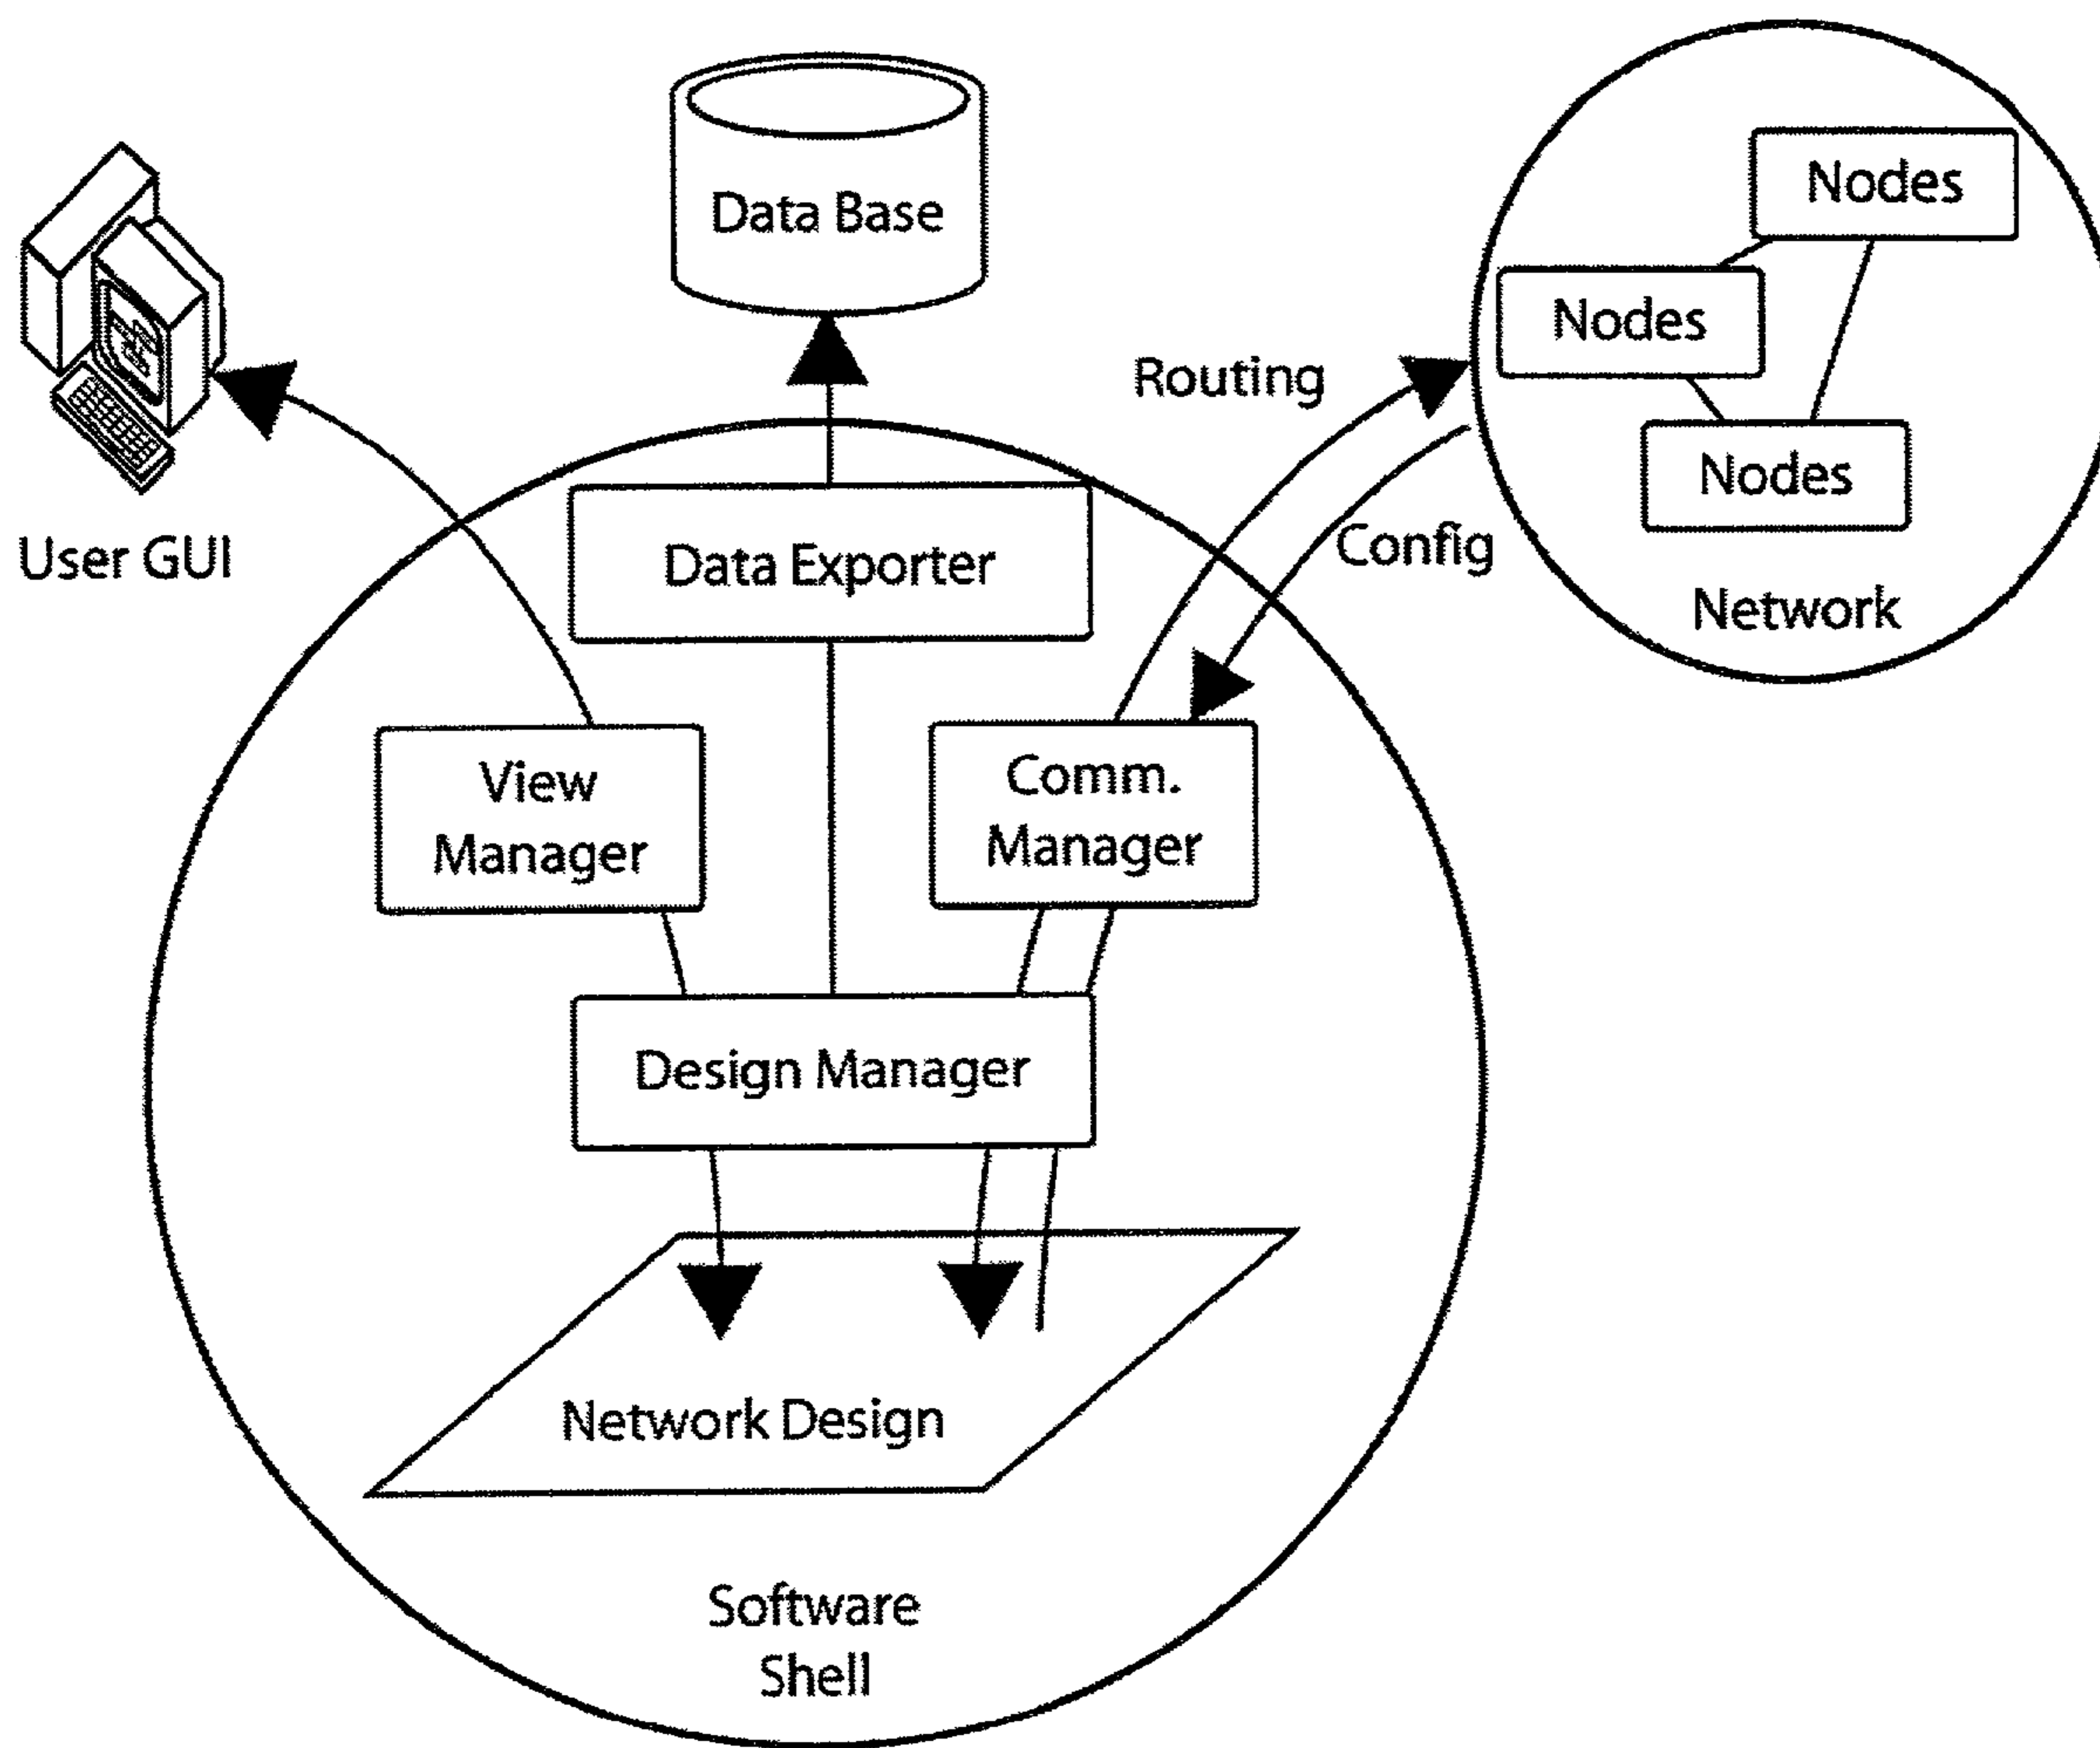 Data Base
Nodes
Nodes
Nodes
Network
Routing
Config
User GUI
Data Exporter
View
Manager
Comm.
Manager
Design Manager
Network Design
Software
Shell